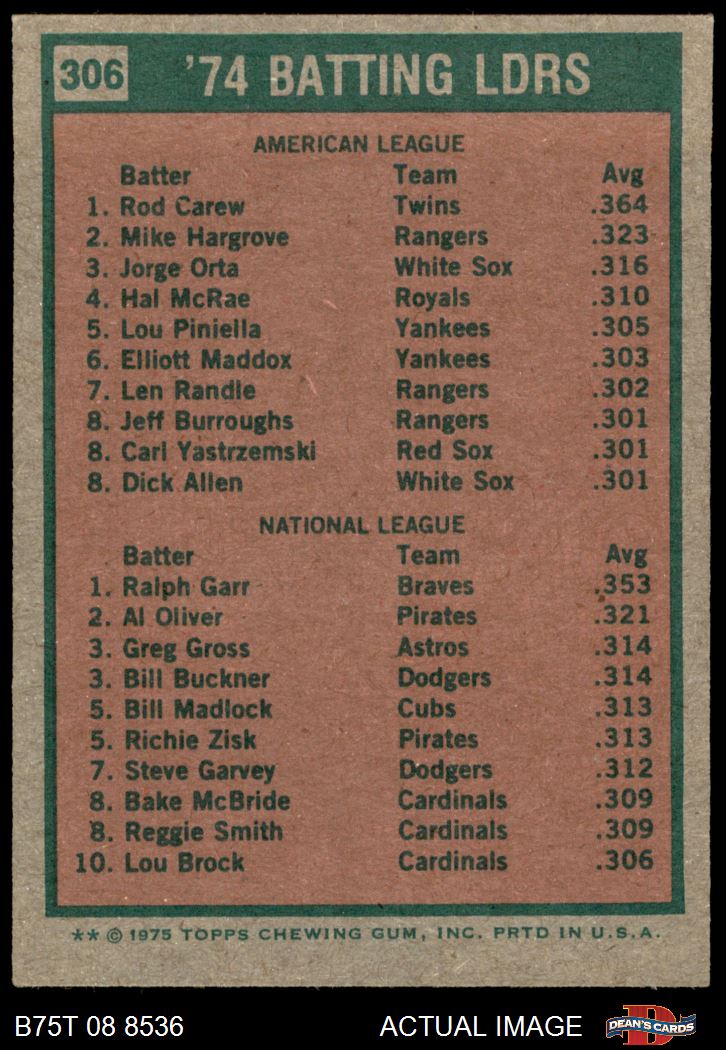 306 '74 BATTING LDRS
AMERICAN LEAGUE
Batter Team Avg
1. Rod Carew Twins .364
2. Mike Hargrove Rangers .323
3. Jorge Orta White Sox .316
4. Hal McRae Royals .310
5. Lou Piniella Yankees .305
6. Elliott Maddox Yankees .303
7. Len Randle Rangers .302
8. Jeff Burroughs Rangers .301
8. Carl Yastrzemski Red Sox .301
8. Dick Allen White Sox .301
NATIONAL LEAGUE
Batter Team Avg
1. Ralph Garr Braves .353
2. Al Oliver Pirates .321
3. Greg Gross Astros .314
3. Bill Buckner Dodgers .314
5. Bill Madlock Cubs .313
5. Richie Zisk Pirates .313
7. Steve Garvey Dodgers .312
8. Bake McBride Cardinals .309
8. Reggie Smith Cardinals .309
10. Lou Brock Cardinals .306
** © 1975 TOPPS CHEWING GUM, INC. PRTD IN U.S.A.
B75T 08 8536 ACTUAL IMAGE DEAN'S CARDS